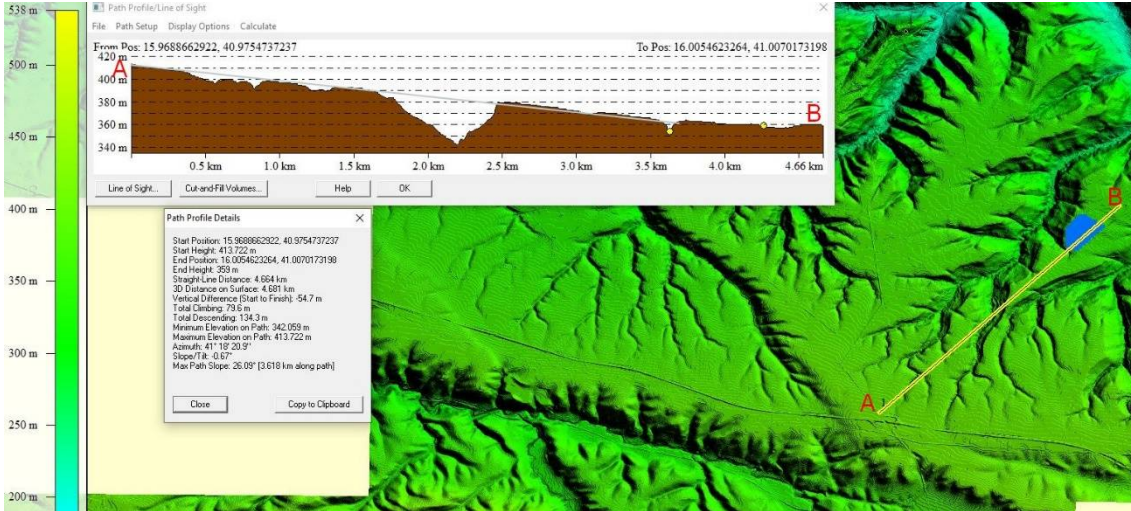 538 m
500 m
450 m
400 m
350 m
300 m
250 m
200 m
Path Profile/Line of Sight
File Path Setup Display Options Calculate
From Pos: 15.9688662922, 40.9754737237
To Pos: 16.0054623264, 41.0070173198
420 m
400 m
380 m
360 m
340 m
A
B
0.5 km 1.0 km 1.5 km 2.0 km 2.5 km 3.0 km 3.5 km 4.0 km 4.66 km
Line of Sight... Cut-and-Fill Volumes... Help OK
Path Profile Details
Start Position: 15.9688662922, 40.9754737237
Start Height: 413.722 m
End Position: 16.0054623264, 41.0070173198
End Height: 359 m
Straight-Line Distance: 4.664 km
3D Distance on Surface: 4.681 km
Vertical Difference (Start to Finish): -54.7 m
Total Climbing: 79.6 m
Total Descending: 134.3 m
Minimum Elevation on Path: 342.059 m
Maximum Elevation on Path: 413.722 m
Azimuth: 41° 18' 20.9"
Slope/Tilt: -0.67°
Max Path Slope: 26.09° [3.618 km along path]
Close Copy to Clipboard
B
A